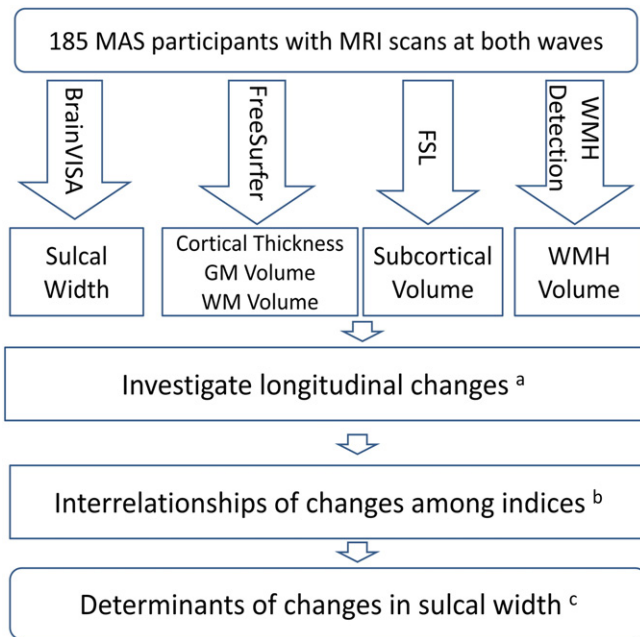 185 MAS participants with MRI scans at both waves
BrainVISA
FreeSurfer
FSL
WMH
Detection
Sulcal
Width
Cortical Thickness
GM Volume
WM Volume
Subcortical
Volume
WMH
Volume
Investigate longitudinal changes ᵃ
Interrelationships of changes among indices ᵇ
Determinants of changes in sulcal width ᶜ